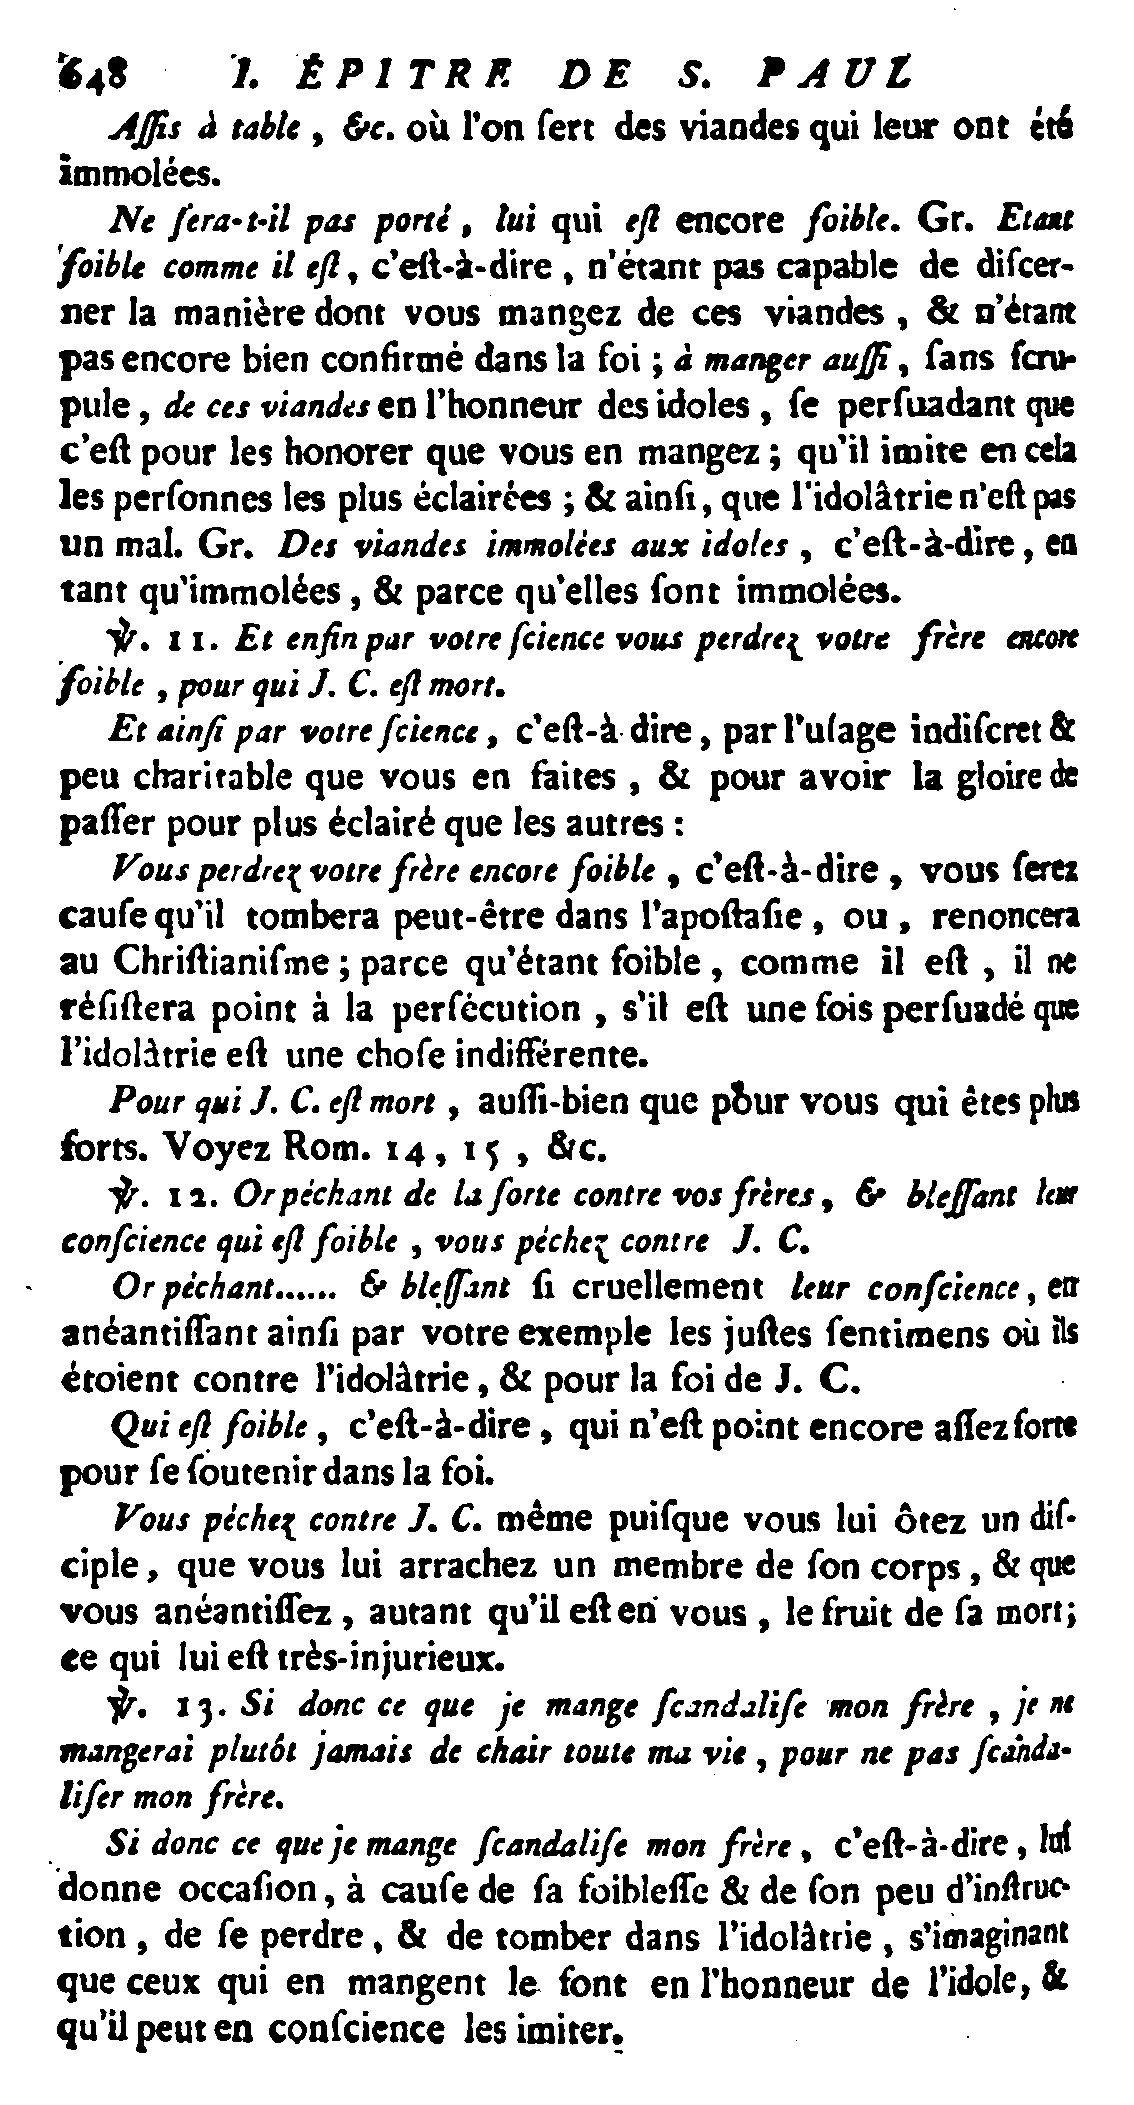 648 I. ÉPITRE DE S. PAUL
Aſſis à table, &c. où l'on ſert des viandes qui leur ont été
immolées.
Ne ſera-t-il pas porté, lui qui eſt encore foible. Gr. Etant
foible comme il eſt, c'eſt-à-dire, n'étant pas capable de diſcer-
ner la manière dont vous mangez de ces viandes, & n'étant
pas encore bien confirmé dans la foi; à manger auſſi, ſans ſcru-
pule, de ces viandes en l'honneur des idoles, ſe perſuadant que
c'eſt pour les honorer que vous en mangez; qu'il imite en cela
les perſonnes les plus éclairées; & ainſi, que l'idolâtrie n'eſt pas
un mal. Gr. Des viandes immolées aux idoles, c'eſt-à-dire, en
tant qu'immolées, & parce qu'elles ſont immolées.
℣. 11. Et enfin par votre ſcience vous perdrez votre frère encore
foible, pour qui J. C. eſt mort.
Et ainſi par votre ſcience, c'eſt-à-dire, par l'uſage indiſcret &
peu charitable que vous en faites, & pour avoir la gloire de
paſſer pour plus éclairé que les autres:
Vous perdrez votre frère encore foible, c'eſt-à-dire, vous ſerez
cauſe qu'il tombera peut-être dans l'apoſtaſie, ou, renoncera
au Chriſtianiſme; parce qu'étant foible, comme il eſt, il ne
réſiſtera point à la perſécution, s'il eſt une fois perſuadé que
l'idolâtrie eſt une choſe indifférente.
Pour qui J. C. eſt mort, auſſi-bien que pour vous qui êtes plus
forts. Voyez Rom. 14, 15, &c.
℣. 12. Or péchant de la ſorte contre vos frères, & bleſſant leur
conſcience qui eſt foible, vous péchez contre J. C.
Or péchant...... & bleſſant ſi cruellement leur conſcience, en
anéantiſſant ainſi par votre exemple les juſtes ſentimens où ils
étoient contre l'idolâtrie, & pour la foi de J. C.
Qui eſt foible, c'eſt-à-dire, qui n'eſt point encore aſſez forte
pour ſe ſoutenir dans la foi.
Vous péchez contre J. C. même puiſque vous lui ôtez un diſ-
ciple, que vous lui arrachez un membre de ſon corps, & que
vous anéantiſſez, autant qu'il eſt en vous, le fruit de ſa mort;
ce qui lui eſt très-injurieux.
℣. 13. Si donc ce que je mange ſcandaliſe mon frère, je ne
mangerai plutôt jamais de chair toute ma vie, pour ne pas ſcanda-
liſer mon frère.
Si donc ce que je mange ſcandaliſe mon frère, c'eſt-à-dire, lui
donne occaſion, à cauſe de ſa foibleſſe & de ſon peu d'inſtruc-
tion, de ſe perdre, & de tomber dans l'idolâtrie, s'imaginant
que ceux qui en mangent le font en l'honneur de l'idole, &
qu'il peut en conſcience les imiter.